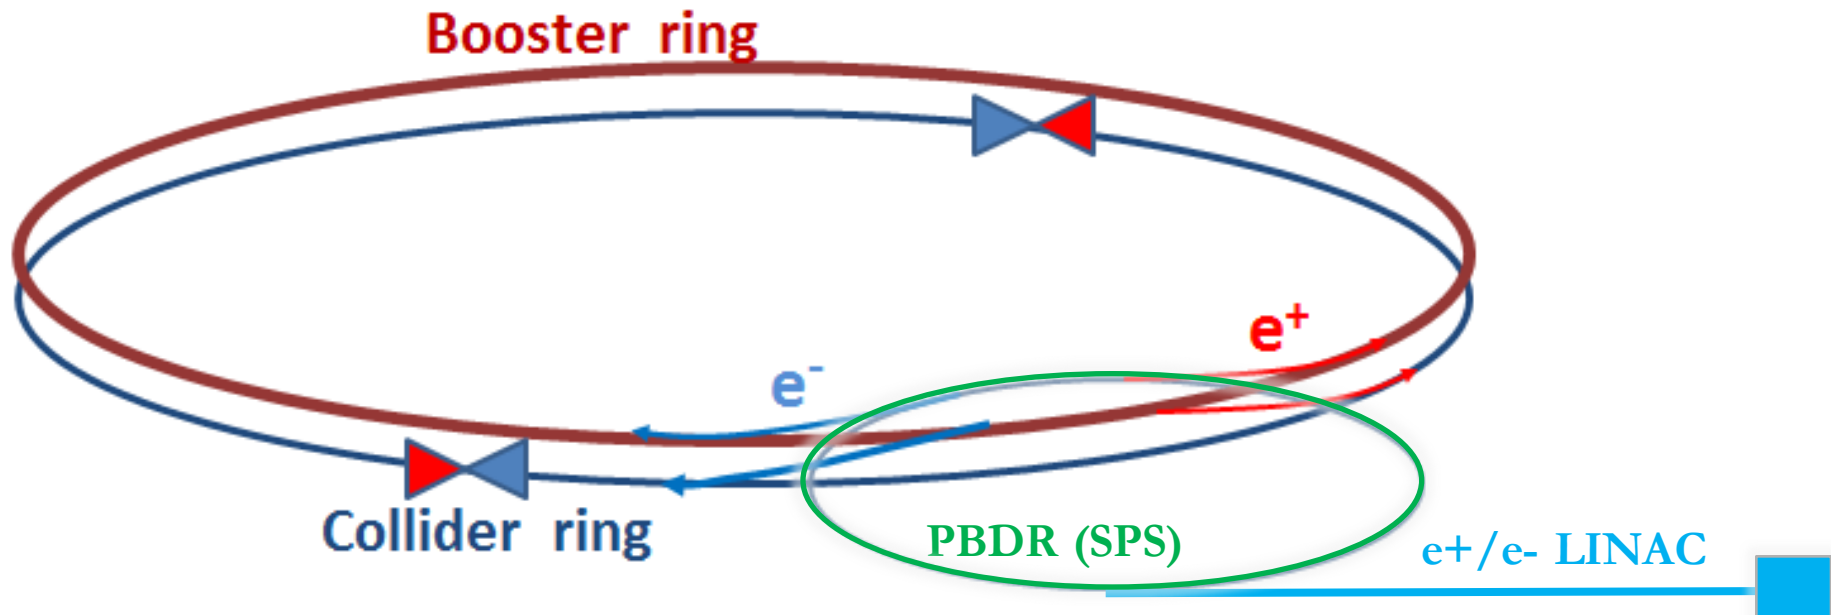 Booster ring
e⁺
e⁻
Collider ring
PBDR (SPS)
e+/e- LINAC